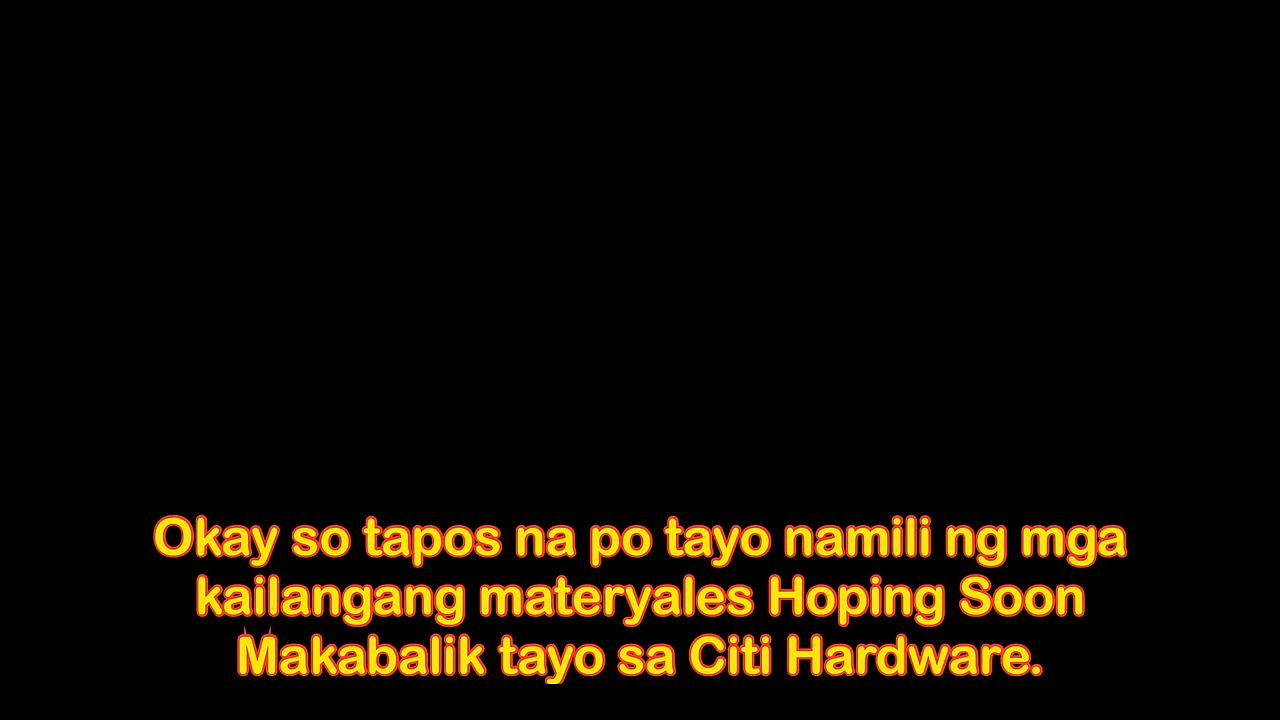 Okay so tapos na po tayo namili ng mga
kailangang materyales Hoping Soon
Makabalik tayo sa Citi Hardware.